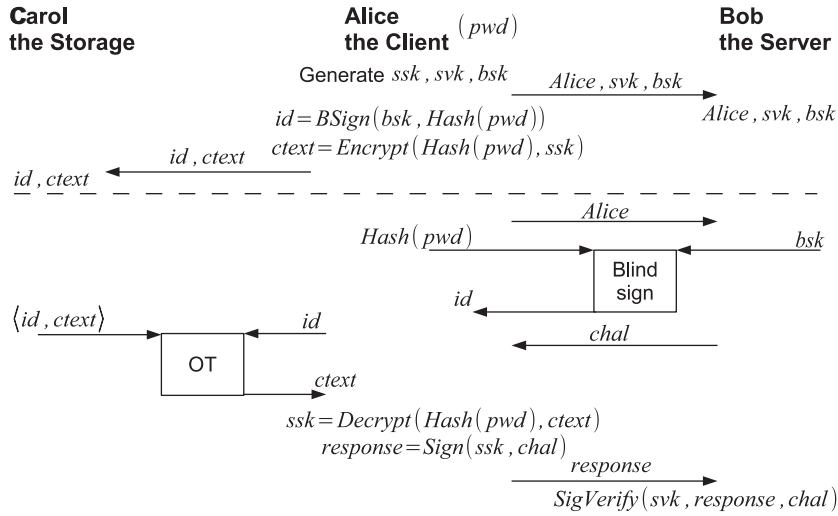 Carol
the Storage
Alice
the Client
(pwd)
Bob
the Server
Generate ssk, svk, bsk
Alice, svk, bsk
Alice, svk, bsk
id=BSign(bsk, Hash(pwd))
ctext=Encrypt(Hash(pwd), ssk)
id, ctext
id, ctext
Alice
Hash(pwd)
bsk
Blind
sign
id
⟨id, ctext⟩
id
chal
OT
ctext
ssk=Decrypt(Hash(pwd), ctext)
response=Sign(ssk, chal)
response
SigVerify(svk, response, chal)